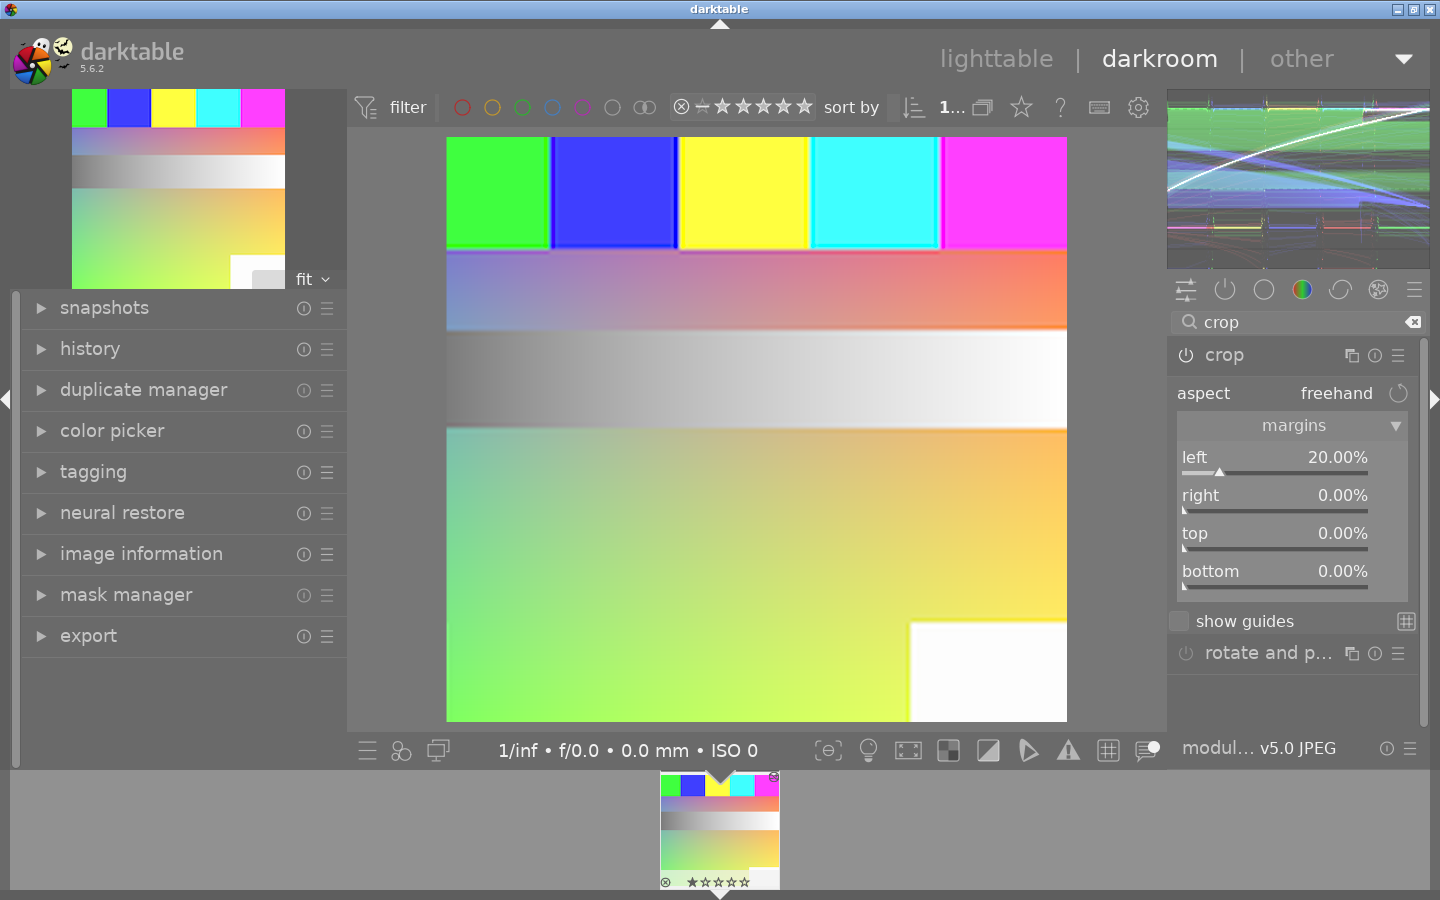 darktable
darktable
5.6.2
lighttable | darkroom | other
filter
sort by
1...
fit
snapshots
history
duplicate manager
color picker
tagging
neural restore
image information
mask manager
export
1/inf • f/0.0 • 0.0 mm • ISO 0
crop
crop
aspect freehand
margins
left 20.00%
right 0.00%
top 0.00%
bottom 0.00%
show guides
rotate and p...
modul... v5.0 JPEG